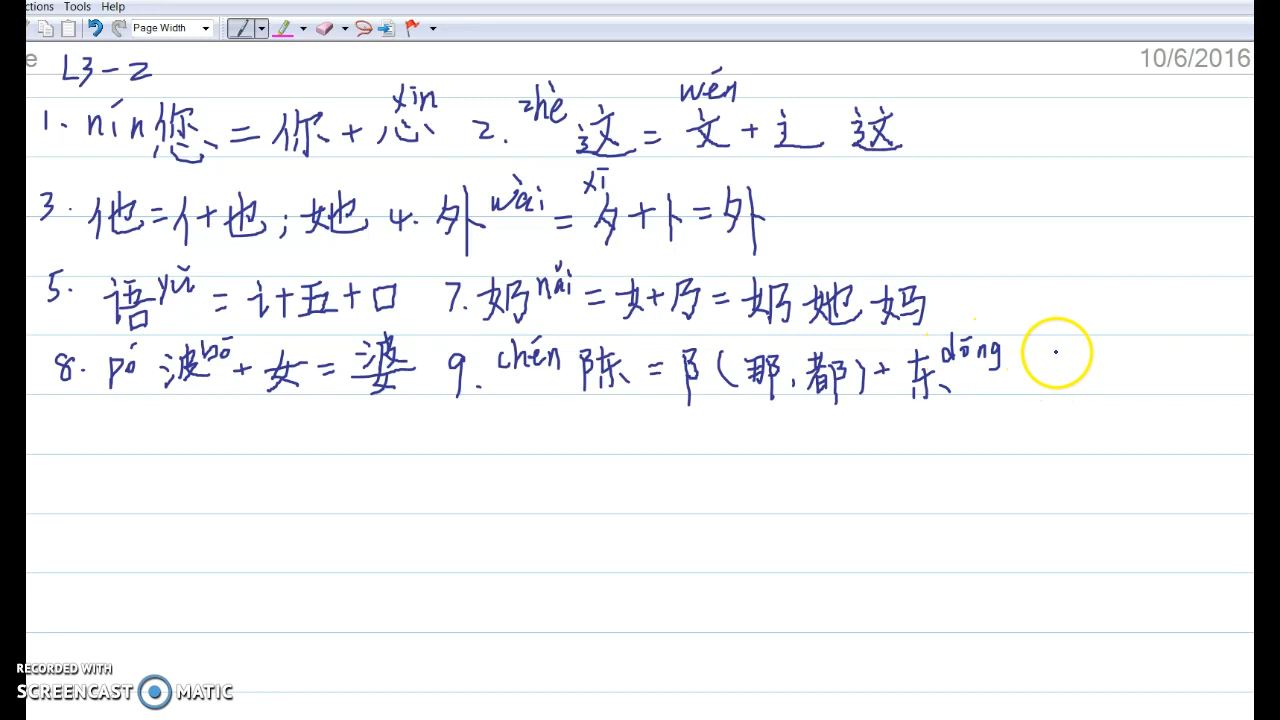 ctions Tools Help
Page Width
e 10/6/2016
L3-2
1. nín 您 = 你 + 心 xīn 2. zhè 这 = 文 wén + 辶 这
3. 他 = 亻 + 也 ; 她 4. 外 wài = 夕 xī + 卜 = 外
5. 语 yǔ = 讠 + 五 + 口 7. 奶 nǎi = 女 + 乃 = 奶 她 妈
8. pó 波 bō + 女 = 婆 9. chén 陈 = 阝 ( 那 , 都 ) + 东 dōng
RECORDED WITH
SCREENCAST MATIC